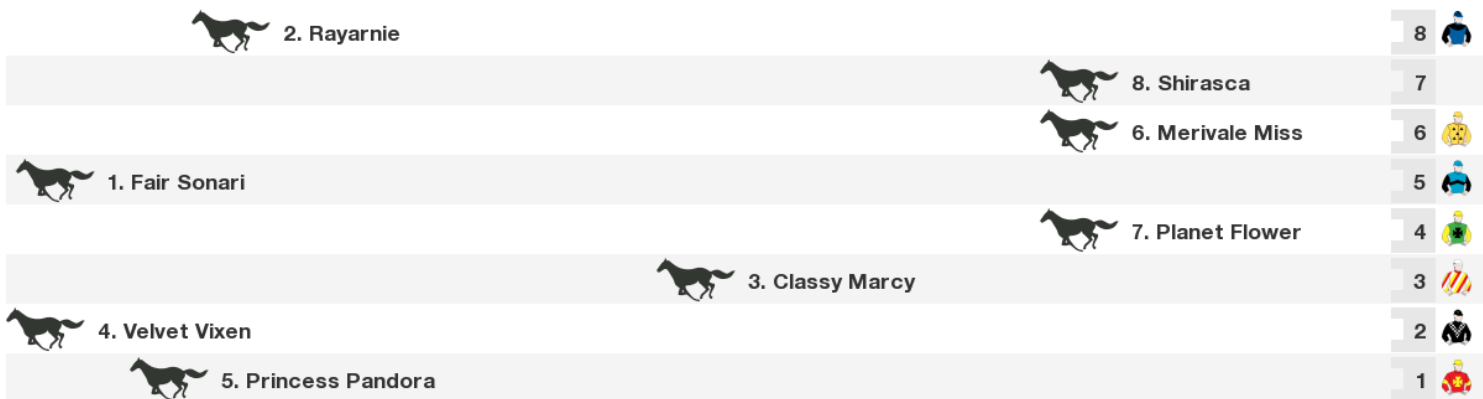 2. Rayarnie 8
8. Shirasca 7
6. Merivale Miss 6
1. Fair Sonari 5
7. Planet Flower 4
3. Classy Marcy 3
4. Velvet Vixen 2
5. Princess Pandora 1